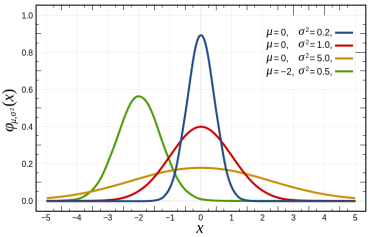 1.0
0.8
0.6
0.4
0.2
0.0
φμ,σ²(x)
μ= 0, σ²= 0.2,
μ= 0, σ²= 1.0,
μ= 0, σ²= 5.0,
μ= −2, σ²= 0.5,
−5 −4 −3 −2 −1 0 1 2 3 4 5
x